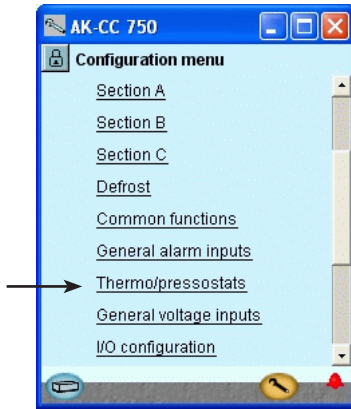 AK-CC 750
Configuration menu
Section A
Section B
Section C
Defrost
Common functions
General alarm inputs
Thermo/pressostats
General voltage inputs
I/O configuration